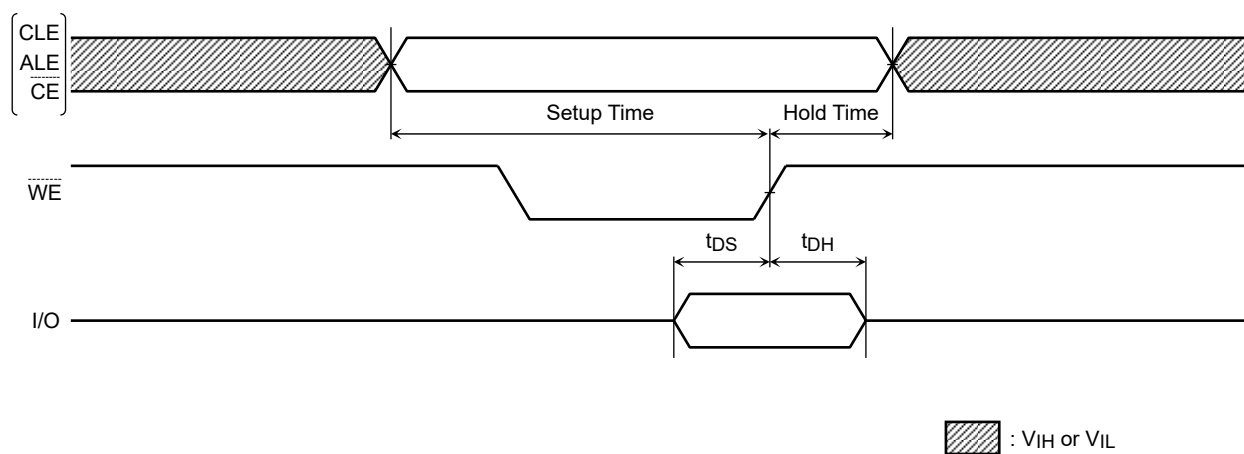 CLE
ALE
CE
Setup Time
Hold Time
WE
tDS
tDH
I/O
: VIH or VIL